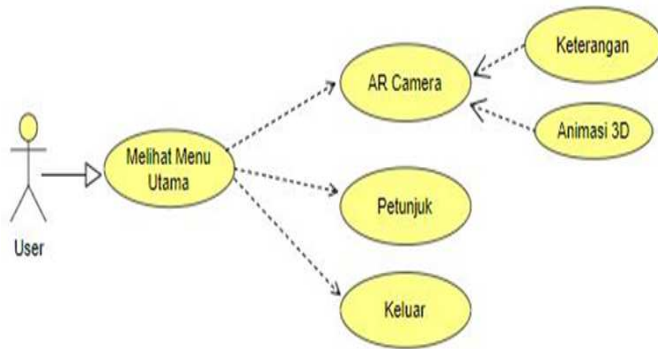 Keterangan
AR Camera
Animasi 3D
Melihat Menu
Utama
Petunjuk
User
Keluar